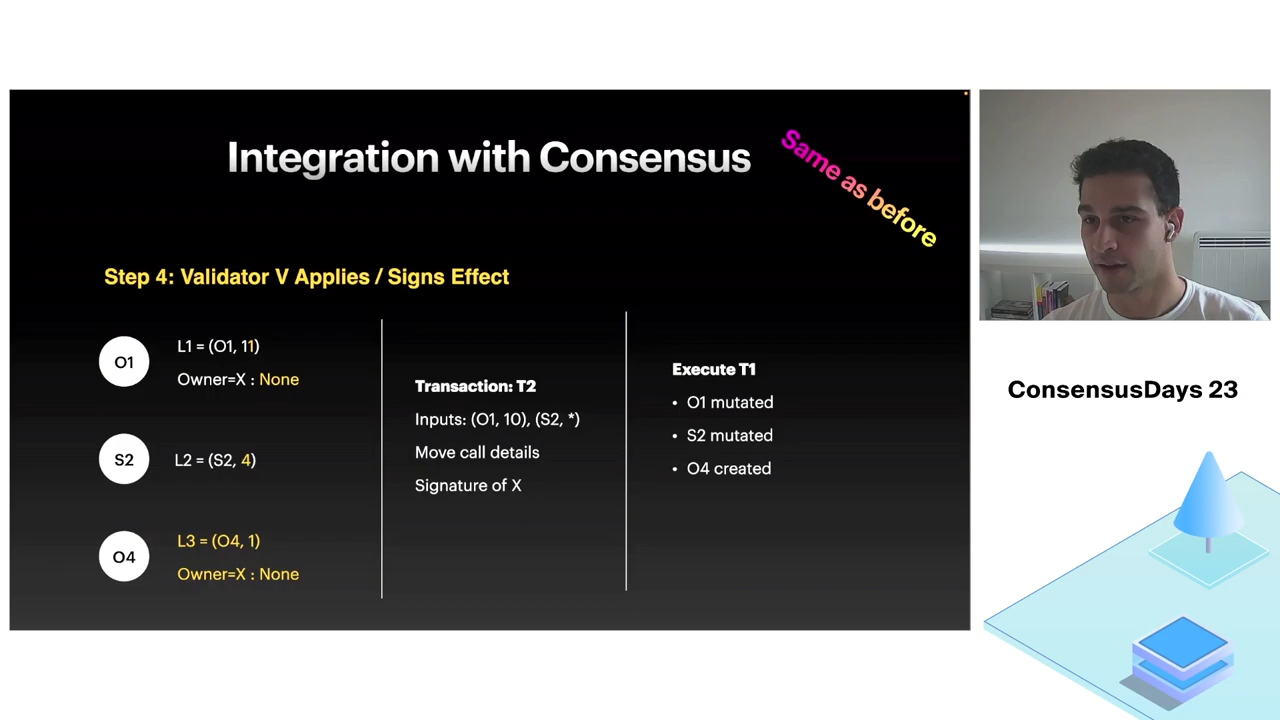 Integration with Consensus
Same as before
Step 4: Validator V Applies / Signs Effect
O1
L1 = (O1, 11)
Owner=X : None
S2
L2 = (S2, 4)
O4
L3 = (O4, 1)
Owner=X : None
Transaction: T2
Inputs: (O1, 10), (S2, *)
Move call details
Signature of X
Execute T1
• O1 mutated
• S2 mutated
• O4 created
ConsensusDays 23